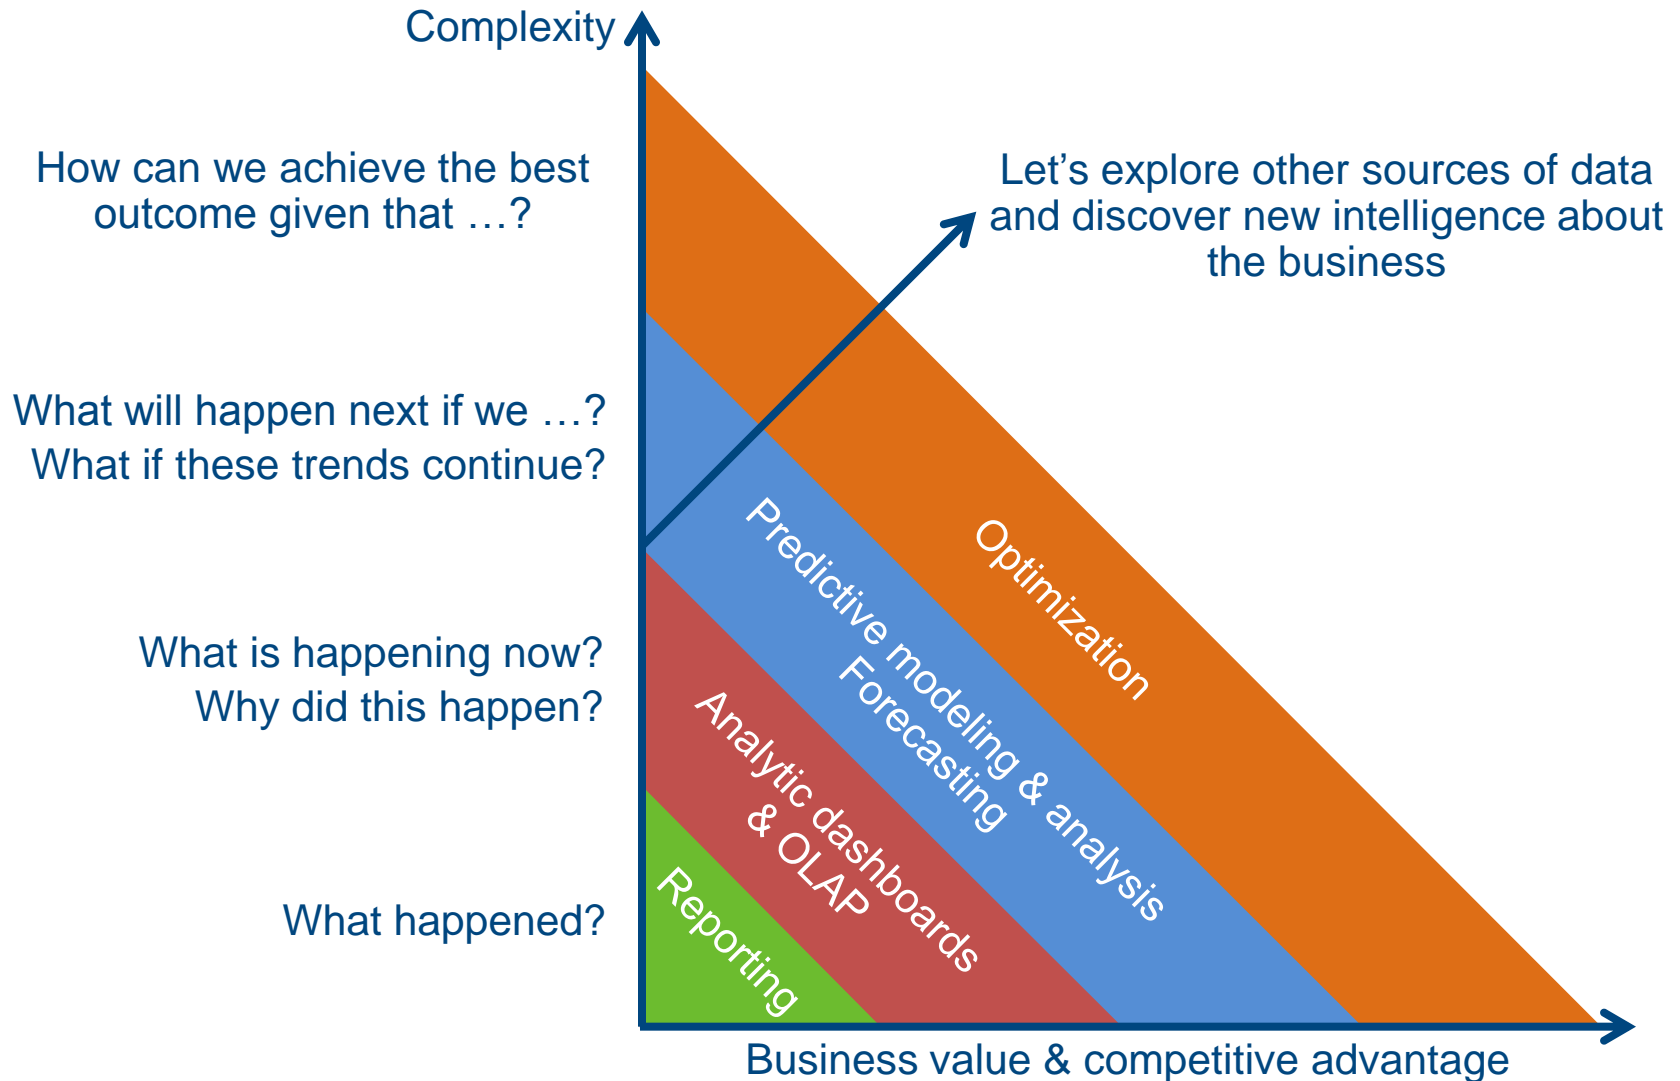 Complexity
How can we achieve the best
outcome given that …?
Let’s explore other sources of data
and discover new intelligence about
the business
What will happen next if we …?
What if these trends continue?
Optimization
Predictive modeling & analysis
Forecasting
What is happening now?
Why did this happen?
Analytic dashboards
& OLAP
What happened?
Reporting
Business value & competitive advantage